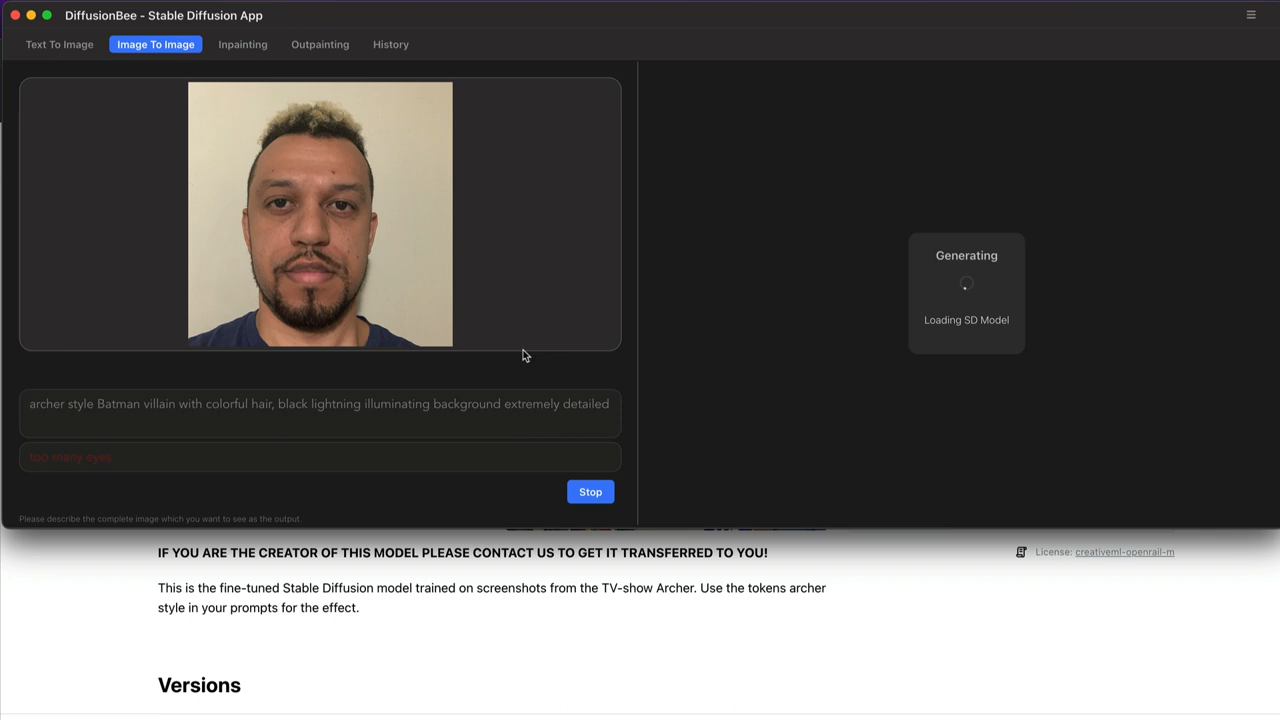 DiffusionBee - Stable Diffusion App
Text To Image Image To Image Inpainting Outpainting History
Generating
Loading SD Model
archer style Batman villain with colorful hair, black lightning illuminating background extremely detailed
too many eyes
Stop
Please describe the complete image which you want to see as the output.
IF YOU ARE THE CREATOR OF THIS MODEL PLEASE CONTACT US TO GET IT TRANSFERRED TO YOU!
License: creativeml-openrail-m
This is the fine-tuned Stable Diffusion model trained on screenshots from the TV-show Archer. Use the tokens archer
style in your prompts for the effect.
Versions